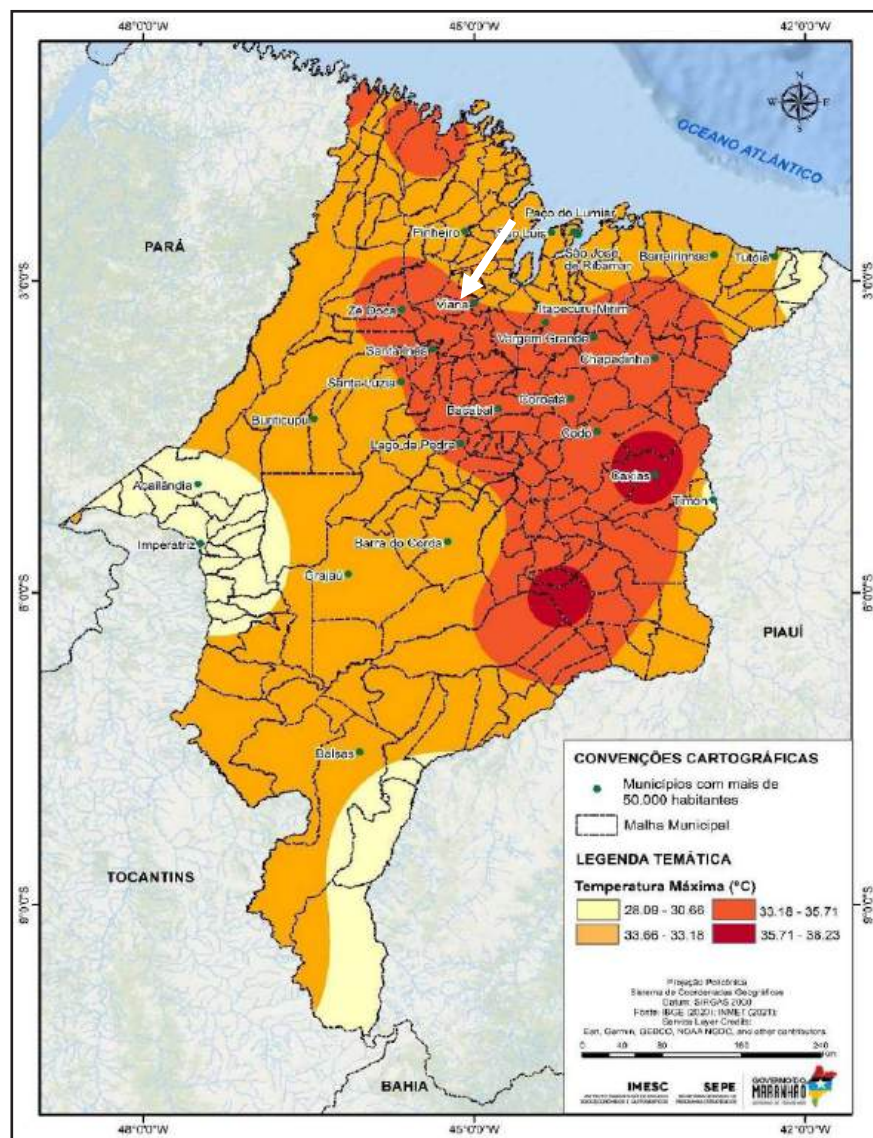 48°0'0"W
45°0'0"W
42°0'0"W
N
W
E
S
OCEANO ATLÂNTICO
PARÁ
Paço do Lumiar
Pinheiro
São Luís
São José
de Ribamar
Barreirinhas
Tutóia
3°0'0"S
3°0'0"S
Viana
Zé Doca
Itapecuru Mirim
Vargem Grande
Santa Inês
Chapadinha
Santa Luzia
Coroatá
Bacabal
Buriticupu
Codó
Lago da Pedra
Caxias
Açailândia
Timon
Imperatriz
Barra do Corda
Grajaú
6°0'0"S
6°0'0"S
PIAUÍ
Balsas
TOCANTINS
9°0'0"S
9°0'0"S
BAHIA
CONVENÇÕES CARTOGRÁFICAS
Municípios com mais de
50.000 habitantes
Malha Municipal
LEGENDA TEMÁTICA
Temperatura Máxima (°C)
28.09 - 30.66
33.18 - 35.71
33.66 - 33.18
35.71 - 38.23
Projeção Policônica
Sistema de Coordenadas Geográficas
Datum: SIRGAS 2000
Fonte: IBGE (2020); INMET (2021);
Service Layer Credits:
Esri, Garmin, GEBCO, NOAA NGDC, and other contributors
0 40 80 160 240
Km
IMESC
SEPE
GOVERNO DO
MARANHÃO
48°0'0"W
45°0'0"W
42°0'0"W